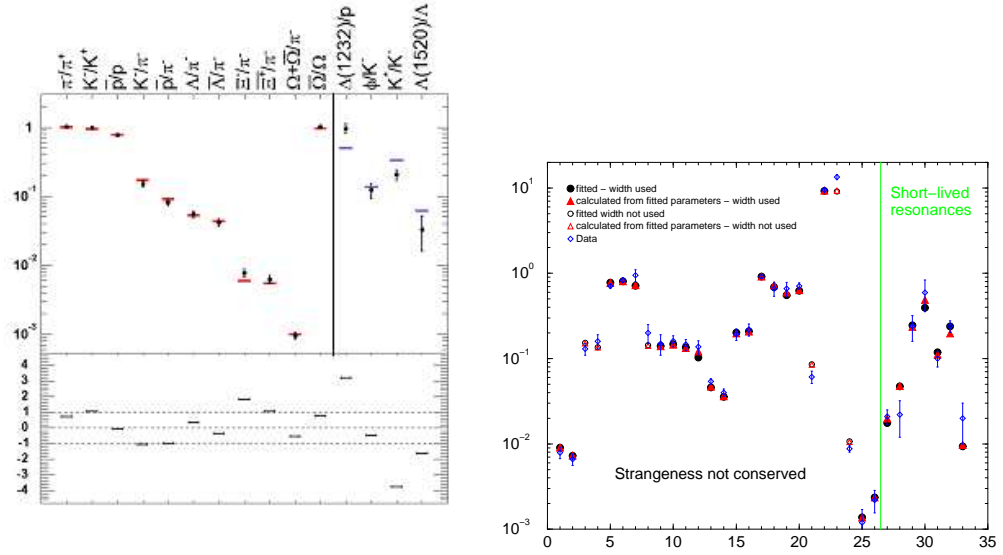 π⁻/π⁺
K⁻/K⁺
p̅/p
K⁻/π⁻
p̅/π⁻
Λ/π⁻
Λ̅/π⁻
Ξ⁻/π⁻
Ξ̅⁺/π⁻
Ω+Ω̅/π⁻
Ω̅/Ω
Δ(1232)/p
ϕ/K⁻
K*/K⁻
Λ(1520)/Λ
1
10⁻¹
10⁻²
10⁻³
4
3
2
1
0
-1
-2
-3
-4
10¹
10⁰
10⁻¹
10⁻²
10⁻³
fitted – width used
calculated from fitted parameters – width used
fitted width not used
calculated from fitted parameters – width not used
Data
Short–lived
resonances
Strangeness not conserved
0 5 10 15 20 25 30 35